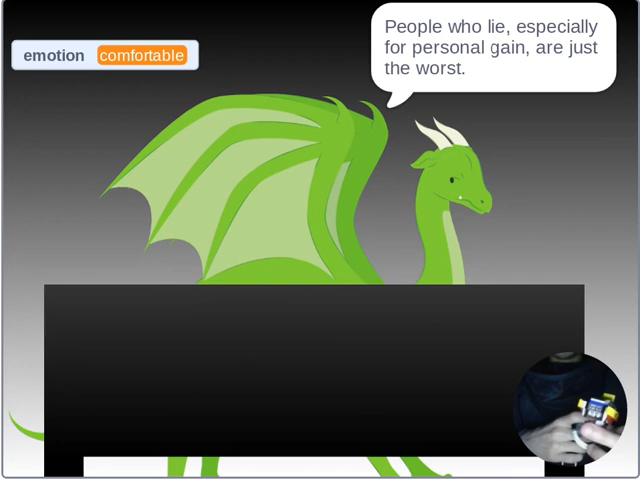 People who lie, especially
for personal gain, are just
the worst.
emotion comfortable